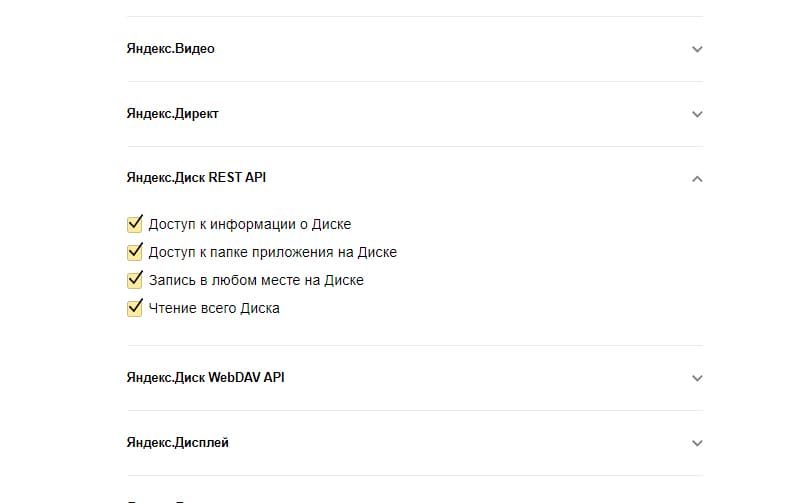 Яндекс.Видео
Яндекс.Директ
Яндекс.Диск REST API
Доступ к информации о Диске
Доступ к папке приложения на Диске
Запись в любом месте на Диске
Чтение всего Диска
Яндекс.Диск WebDAV API
Яндекс.Дисплей